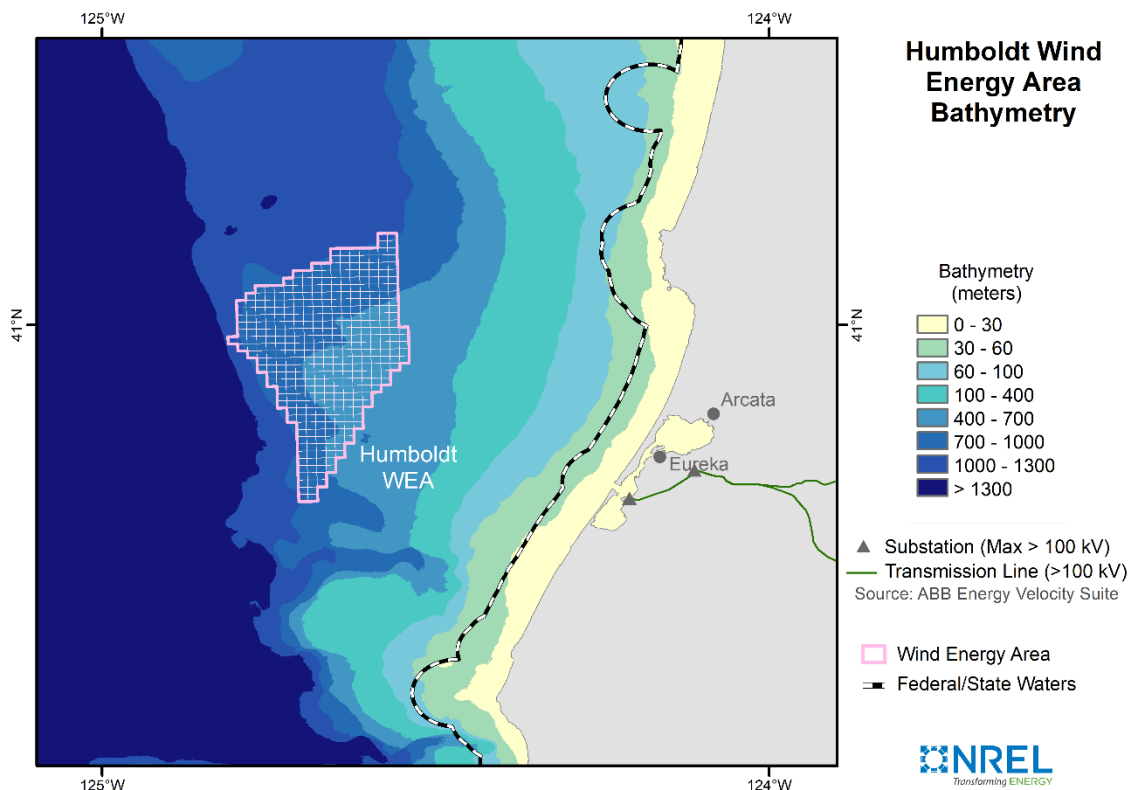 125°W
124°W
Humboldt Wind
Energy Area
Bathymetry
41°N
41°N
Bathymetry
(meters)
0 - 30
30 - 60
60 - 100
100 - 400
400 - 700
700 - 1000
1000 - 1300
> 1300
Arcata
Eureka
Humboldt
WEA
Substation (Max > 100 kV)
Transmission Line (>100 kV)
Source: ABB Energy Velocity Suite
Wind Energy Area
Federal/State Waters
NREL
Transforming ENERGY
125°W
124°W